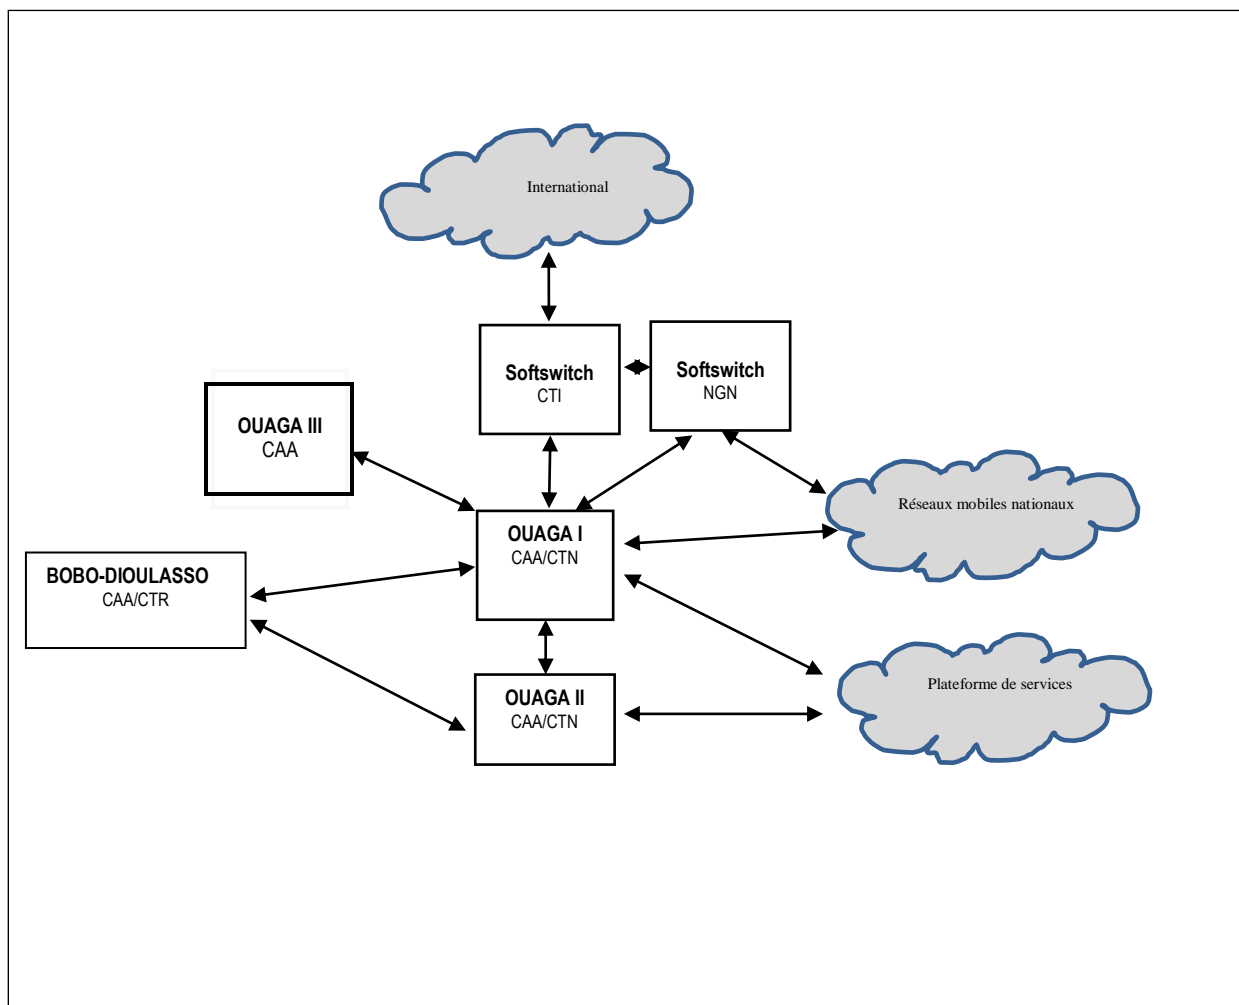 International
Softswitch
CTI
Softswitch
NGN
OUAGA III
CAA
Réseaux mobiles nationaux
OUAGA I
CAA/CTN
BOBO-DIOULASSO
CAA/CTR
Plateforme de services
OUAGA II
CAA/CTN